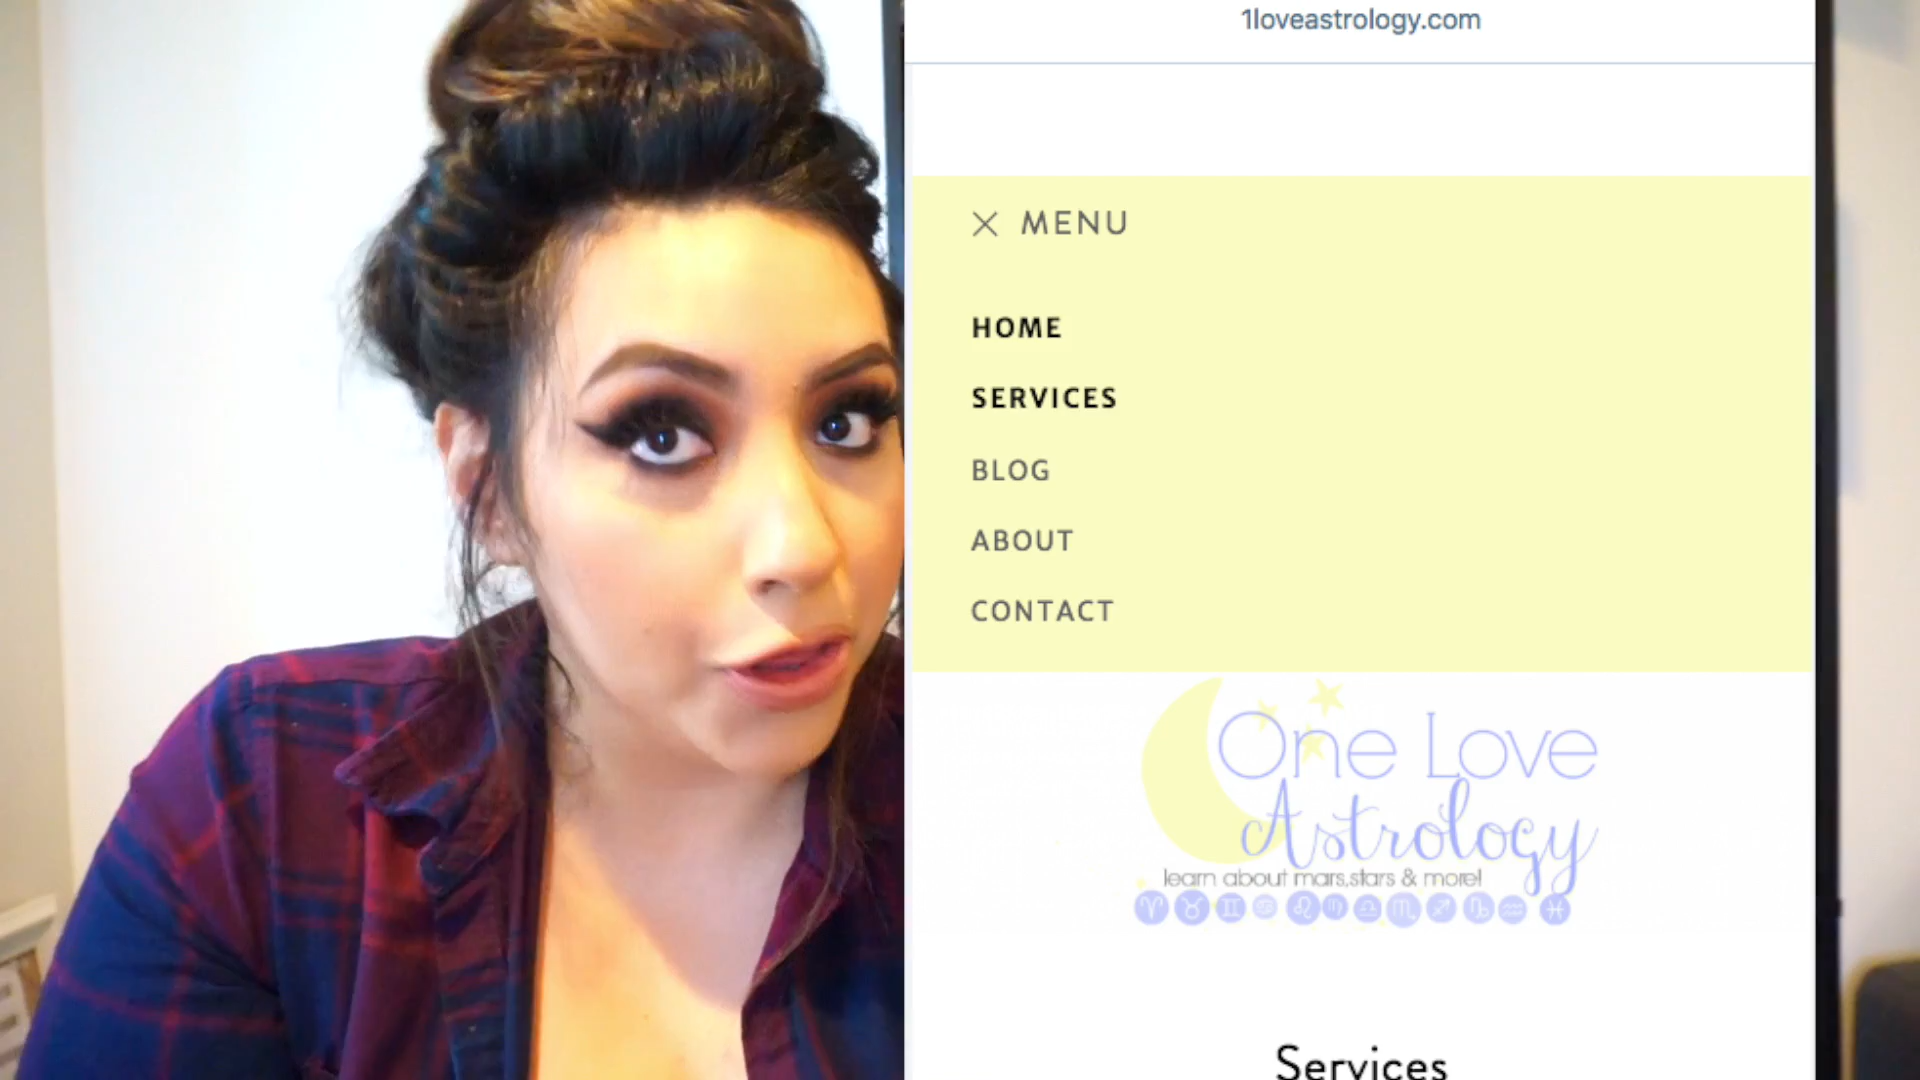 1loveastrology.com
MENU
HOME
SERVICES
BLOG
ABOUT
CONTACT
One Love
Astrology
learn about mars,stars & more!
Services